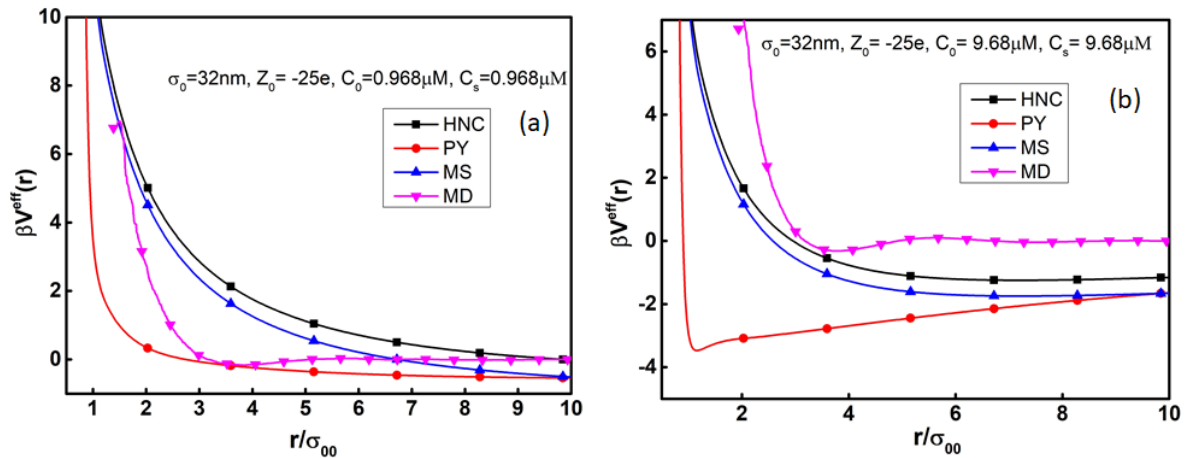 10
8
6
4
2
0
βV^eff(r)
σ₀=32nm, Z₀= -25e, C₀=0.968μM, Cₛ=0.968μM
(a)
HNC
PY
MS
MD
1 2 3 4 5 6 7 8 9 10
r/σ₀₀
6
4
2
0
-2
-4
βV^eff(r)
σ₀=32nm, Z₀= -25e, C₀=9.68μM, Cₛ= 9.68μM
(b)
HNC
PY
MS
MD
2 4 6 8 10
r/σ₀₀